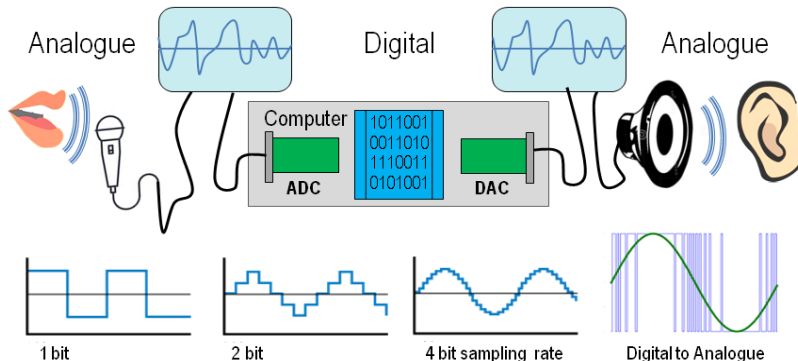 Analogue
Digital
Analogue
Computer
1011001
0011010
1110011
0101001
ADC
DAC
1 bit
2 bit
4 bit sampling rate
Digital to Analogue